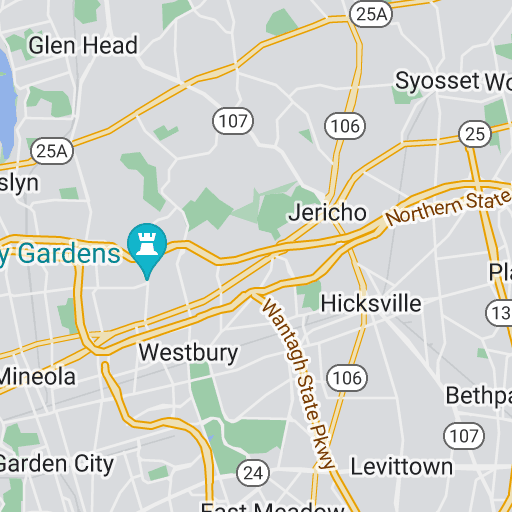 25A
Glen Head
Syosset
Wo
107
106
25
25A
slyn
Jericho
Northern State
y Gardens
Pla
Hicksville
13
Wantagh State Pkwy
Westbury
Mineola
106
Bethpa
107
Garden City
24
Levittown
East Meadow